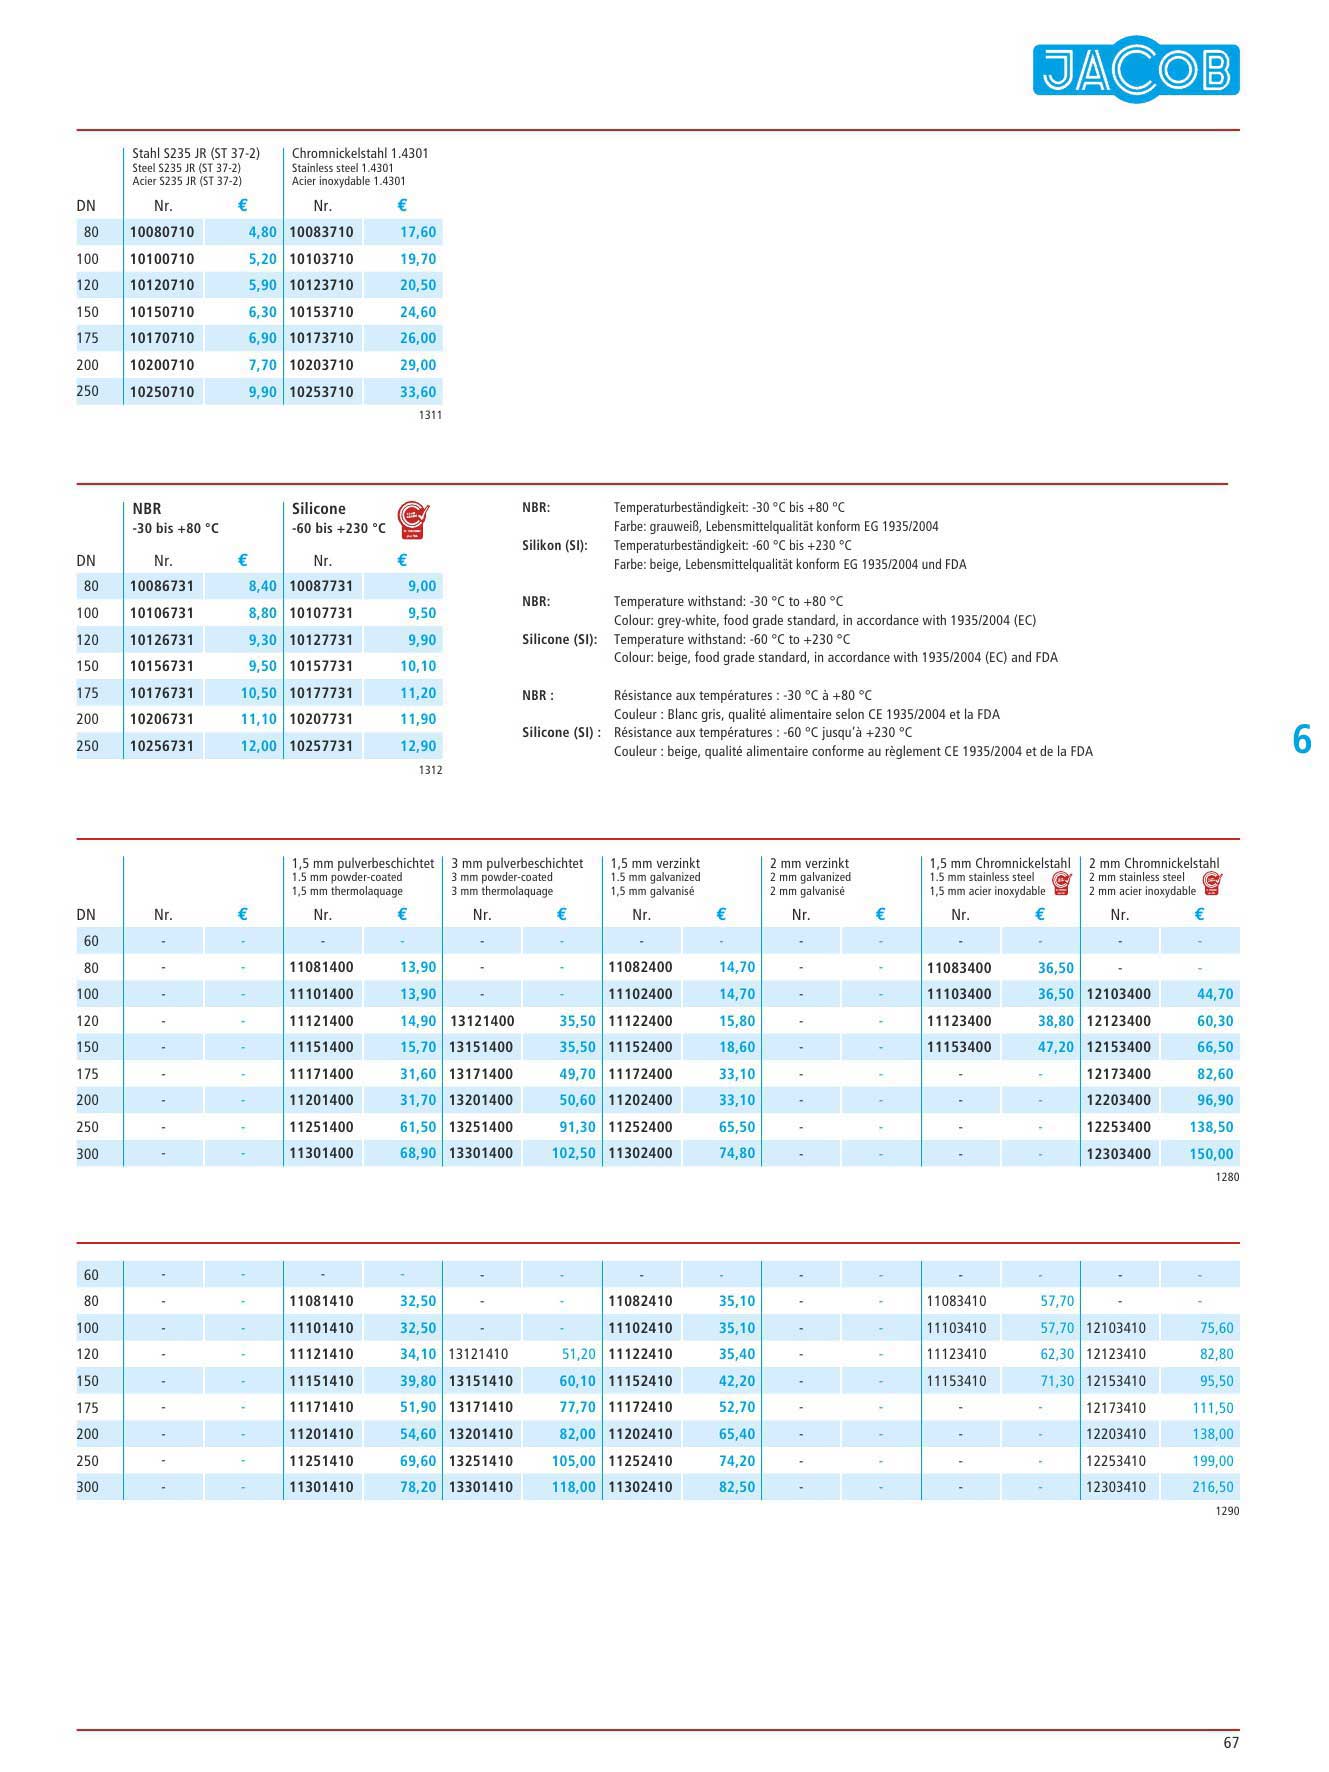 JACOB
Stahl S235 JR (ST 37-2) Chromnickelstahl 1.4301
Steel S235 JR (ST 37-2) Stainless steel 1.4301
Acier S235 JR (ST 37-2) Acier inoxydable 1.4301
DN Nr. € Nr. €
80 10080710 4,80 10083710 17,60
100 10100710 5,20 10103710 19,70
120 10120710 5,90 10123710 20,50
150 10150710 6,30 10153710 24,60
175 10170710 6,90 10173710 26,00
200 10200710 7,70 10203710 29,00
250 10250710 9,90 10253710 33,60
1311
NBR Silicone
-30 bis +80 °C -60 bis +230 °C
DN Nr. € Nr. €
80 10086731 8,40 10087731 9,00
100 10106731 8,80 10107731 9,50
120 10126731 9,30 10127731 9,90
150 10156731 9,50 10157731 10,10
175 10176731 10,50 10177731 11,20
200 10206731 11,10 10207731 11,90
250 10256731 12,00 10257731 12,90
1312
NBR: Temperaturbeständigkeit: -30 °C bis +80 °C
Farbe: grauweiß, Lebensmittelqualität konform EG 1935/2004
Silikon (SI): Temperaturbeständigkeit: -60 °C bis +230 °C
Farbe: beige, Lebensmittelqualität konform EG 1935/2004 und FDA
NBR: Temperature withstand: -30 °C to +80 °C
Colour: grey-white, food grade standard, in accordance with 1935/2004 (EC)
Silicone (SI): Temperature withstand: -60 °C to +230 °C
Colour: beige, food grade standard, in accordance with 1935/2004 (EC) and FDA
NBR : Résistance aux températures : -30 °C à +80 °C
Couleur : Blanc gris, qualité alimentaire selon CE 1935/2004 et la FDA
Silicone (SI) : Résistance aux températures : -60 °C jusqu'à +230 °C
Couleur : beige, qualité alimentaire conforme au règlement CE 1935/2004 et de la FDA
6
1,5 mm pulverbeschichtet 3 mm pulverbeschichtet 1,5 mm verzinkt 2 mm verzinkt 1,5 mm Chromnickelstahl 2 mm Chromnickelstahl
1.5 mm powder-coated 3 mm powder-coated 1.5 mm galvanized 2 mm galvanized 1.5 mm stainless steel 2 mm stainless steel
1,5 mm thermolaquage 3 mm thermolaquage 1,5 mm galvanisé 2 mm galvanisé 1,5 mm acier inoxydable 2 mm acier inoxydable
DN Nr. € Nr. € Nr. € Nr. € Nr. € Nr. € Nr. €
60 - - - - - - - - - - - - - -
80 - - 11081400 13,90 - - 11082400 14,70 - - 11083400 36,50 - -
100 - - 11101400 13,90 - - 11102400 14,70 - - 11103400 36,50 12103400 44,70
120 - - 11121400 14,90 13121400 35,50 11122400 15,80 - - 11123400 38,80 12123400 60,30
150 - - 11151400 15,70 13151400 35,50 11152400 18,60 - - 11153400 47,20 12153400 66,50
175 - - 11171400 31,60 13171400 49,70 11172400 33,10 - - - - 12173400 82,60
200 - - 11201400 31,70 13201400 50,60 11202400 33,10 - - - - 12203400 96,90
250 - - 11251400 61,50 13251400 91,30 11252400 65,50 - - - - 12253400 138,50
300 - - 11301400 68,90 13301400 102,50 11302400 74,80 - - - - 12303400 150,00
1280
60 - - - - - - - - - - - - - -
80 - - 11081410 32,50 - - 11082410 35,10 - - 11083410 57,70 - -
100 - - 11101410 32,50 - - 11102410 35,10 - - 11103410 57,70 12103410 75,60
120 - - 11121410 34,10 13121410 51,20 11122410 35,40 - - 11123410 62,30 12123410 82,80
150 - - 11151410 39,80 13151410 60,10 11152410 42,20 - - 11153410 71,30 12153410 95,50
175 - - 11171410 51,90 13171410 77,70 11172410 52,70 - - - - 12173410 111,50
200 - - 11201410 54,60 13201410 82,00 11202410 65,40 - - - - 12203410 138,00
250 - - 11251410 69,60 13251410 105,00 11252410 74,20 - - - - 12253410 199,00
300 - - 11301410 78,20 13301410 118,00 11302410 82,50 - - - - 12303410 216,50
1290
67